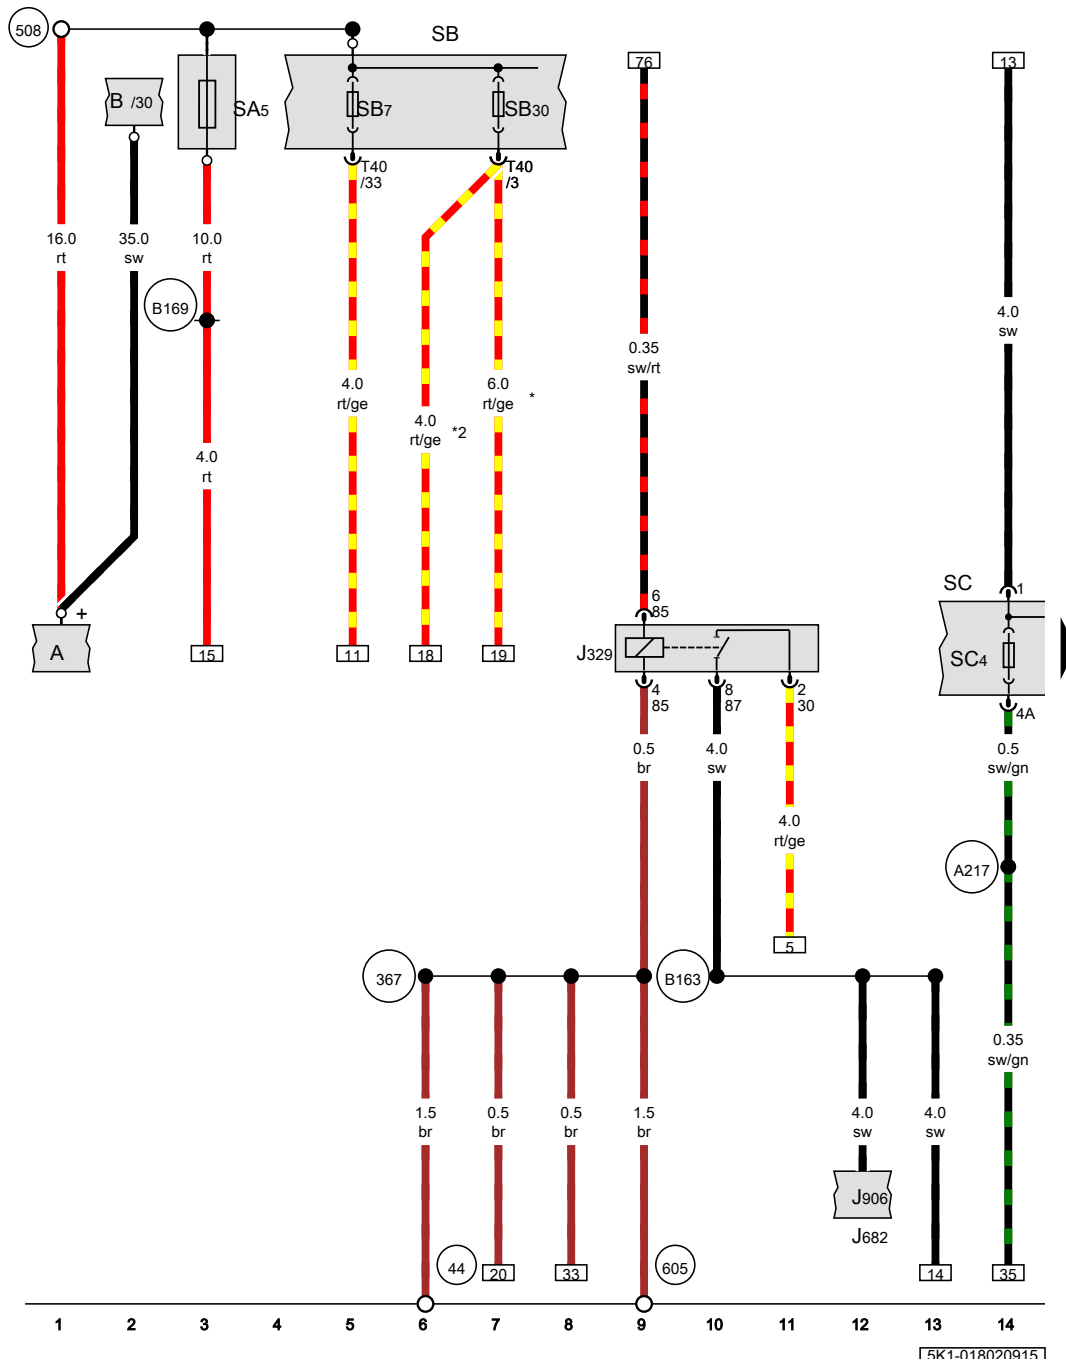 508
SB
76
13
B /30
SA5
SB7
SB30
T40
/33
T40
/3
16.0
rt
35.0
sw
10.0
rt
B169
4.0
sw
0.35
sw/rt
4.0
rt/ge
6.0
rt/ge
*
4.0
rt/ge
*2
4.0
rt
SC
1
6
85
+
A
15
11
18
19
J329
SC4
4
85
8
87
2
30
4A
0.5
br
4.0
sw
0.5
sw/gn
4.0
rt/ge
A217
5
367
B163
0.35
sw/gn
1.5
br
0.5
br
0.5
br
1.5
br
4.0
sw
4.0
sw
J906
J682
44
20
33
605
14
35
1 2 3 4 5 6 7 8 9 10 11 12 13 14
5K1-018020915